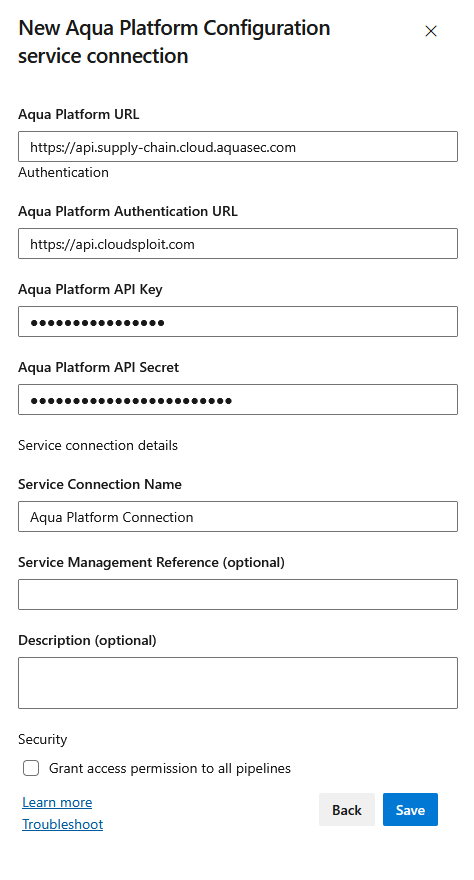 New Aqua Platform Configuration
service connection
Aqua Platform URL
https://api.supply-chain.cloud.aquasec.com
Authentication
Aqua Platform Authentication URL
https://api.cloudsploit.com
Aqua Platform API Key
●●●●●●●●●●●●●●●●
Aqua Platform API Secret
●●●●●●●●●●●●●●●●●●●●●●●●
Service connection details
Service Connection Name
Aqua Platform Connection
Service Management Reference (optional)
Description (optional)
Security
Grant access permission to all pipelines
Learn more
Troubleshoot
Back
Save